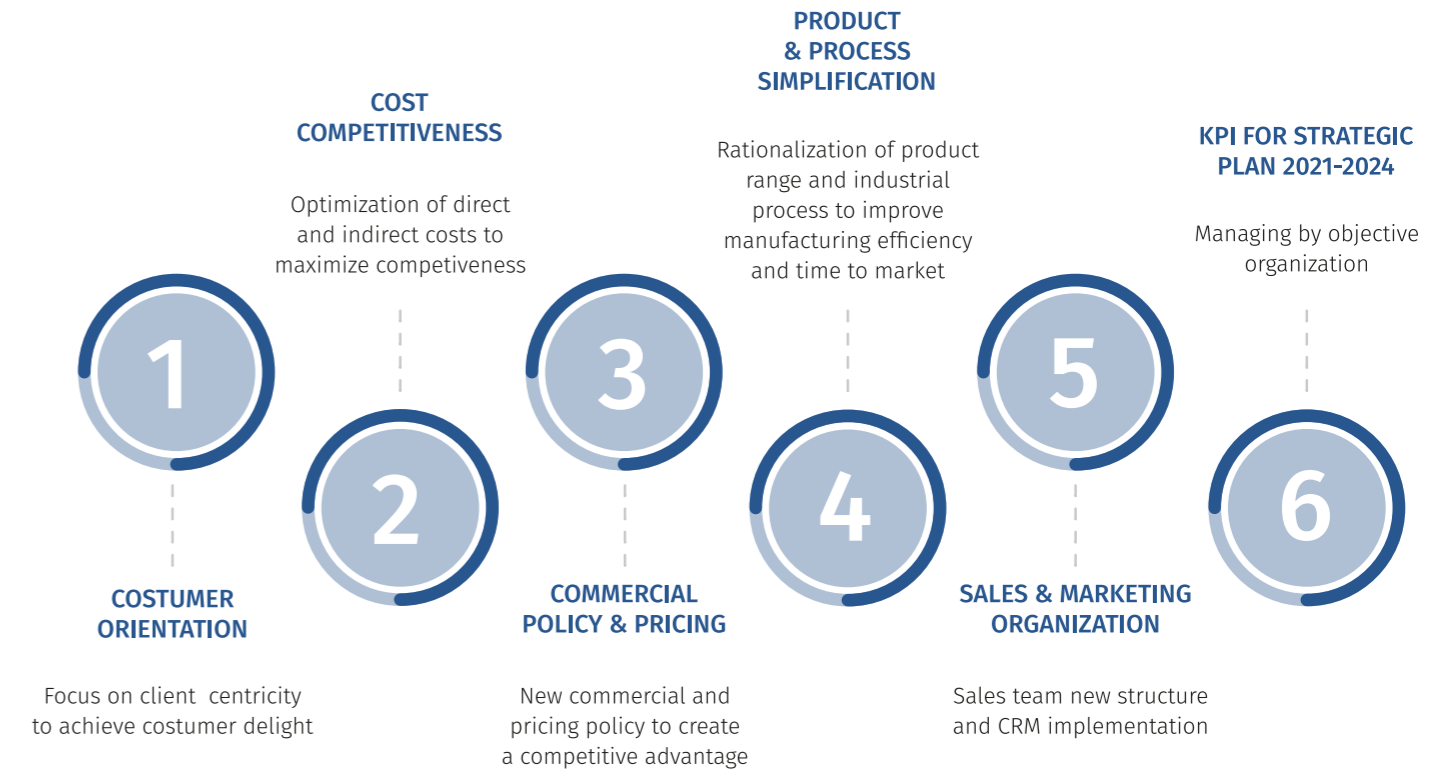 1
COSTUMER
ORIENTATION
Focus on client centricity
to achieve costumer delight
COST
COMPETITIVENESS
Optimization of direct
and indirect costs to
maximize competiveness
2
3
COMMERCIAL
POLICY & PRICING
New commercial and
pricing policy to create
a competitive advantage
PRODUCT
& PROCESS
SIMPLIFICATION
Rationalization of product
range and industrial
process to improve
manufacturing efficiency
and time to market
4
5
SALES & MARKETING
ORGANIZATION
Sales team new structure
and CRM implementation
KPI FOR STRATEGIC
PLAN 2021-2024
Managing by objective
organization
6